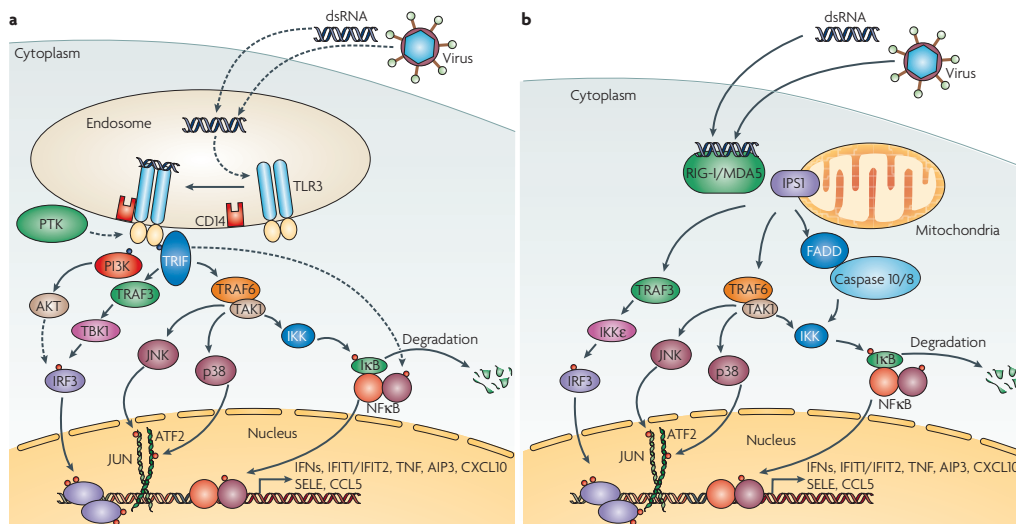 a
dsRNA
Virus
Cytoplasm
Endosome
TLR3
CD14
PTK
TRIF
PI3K
TRAF3
TRAF6
TAK1
AKT
TBK1
IKK
JNK
p38
Degradation
IκB
IRF3
NFκB
ATF2
Nucleus
JUN
IFNs, IFIT1/IFIT2, TNF, AIP3, CXCL10
SELE, CCL5
b
dsRNA
Virus
Cytoplasm
RIG-I/MDA5
IPS1
Mitochondria
FADD
Caspase 10/8
TRAF3
TRAF6
TAK1
IKKε
IKK
JNK
p38
Degradation
IκB
IRF3
NFκB
ATF2
Nucleus
JUN
IFNs, IFIT1/IFIT2, TNF, AIP3, CXCL10
SELE, CCL5